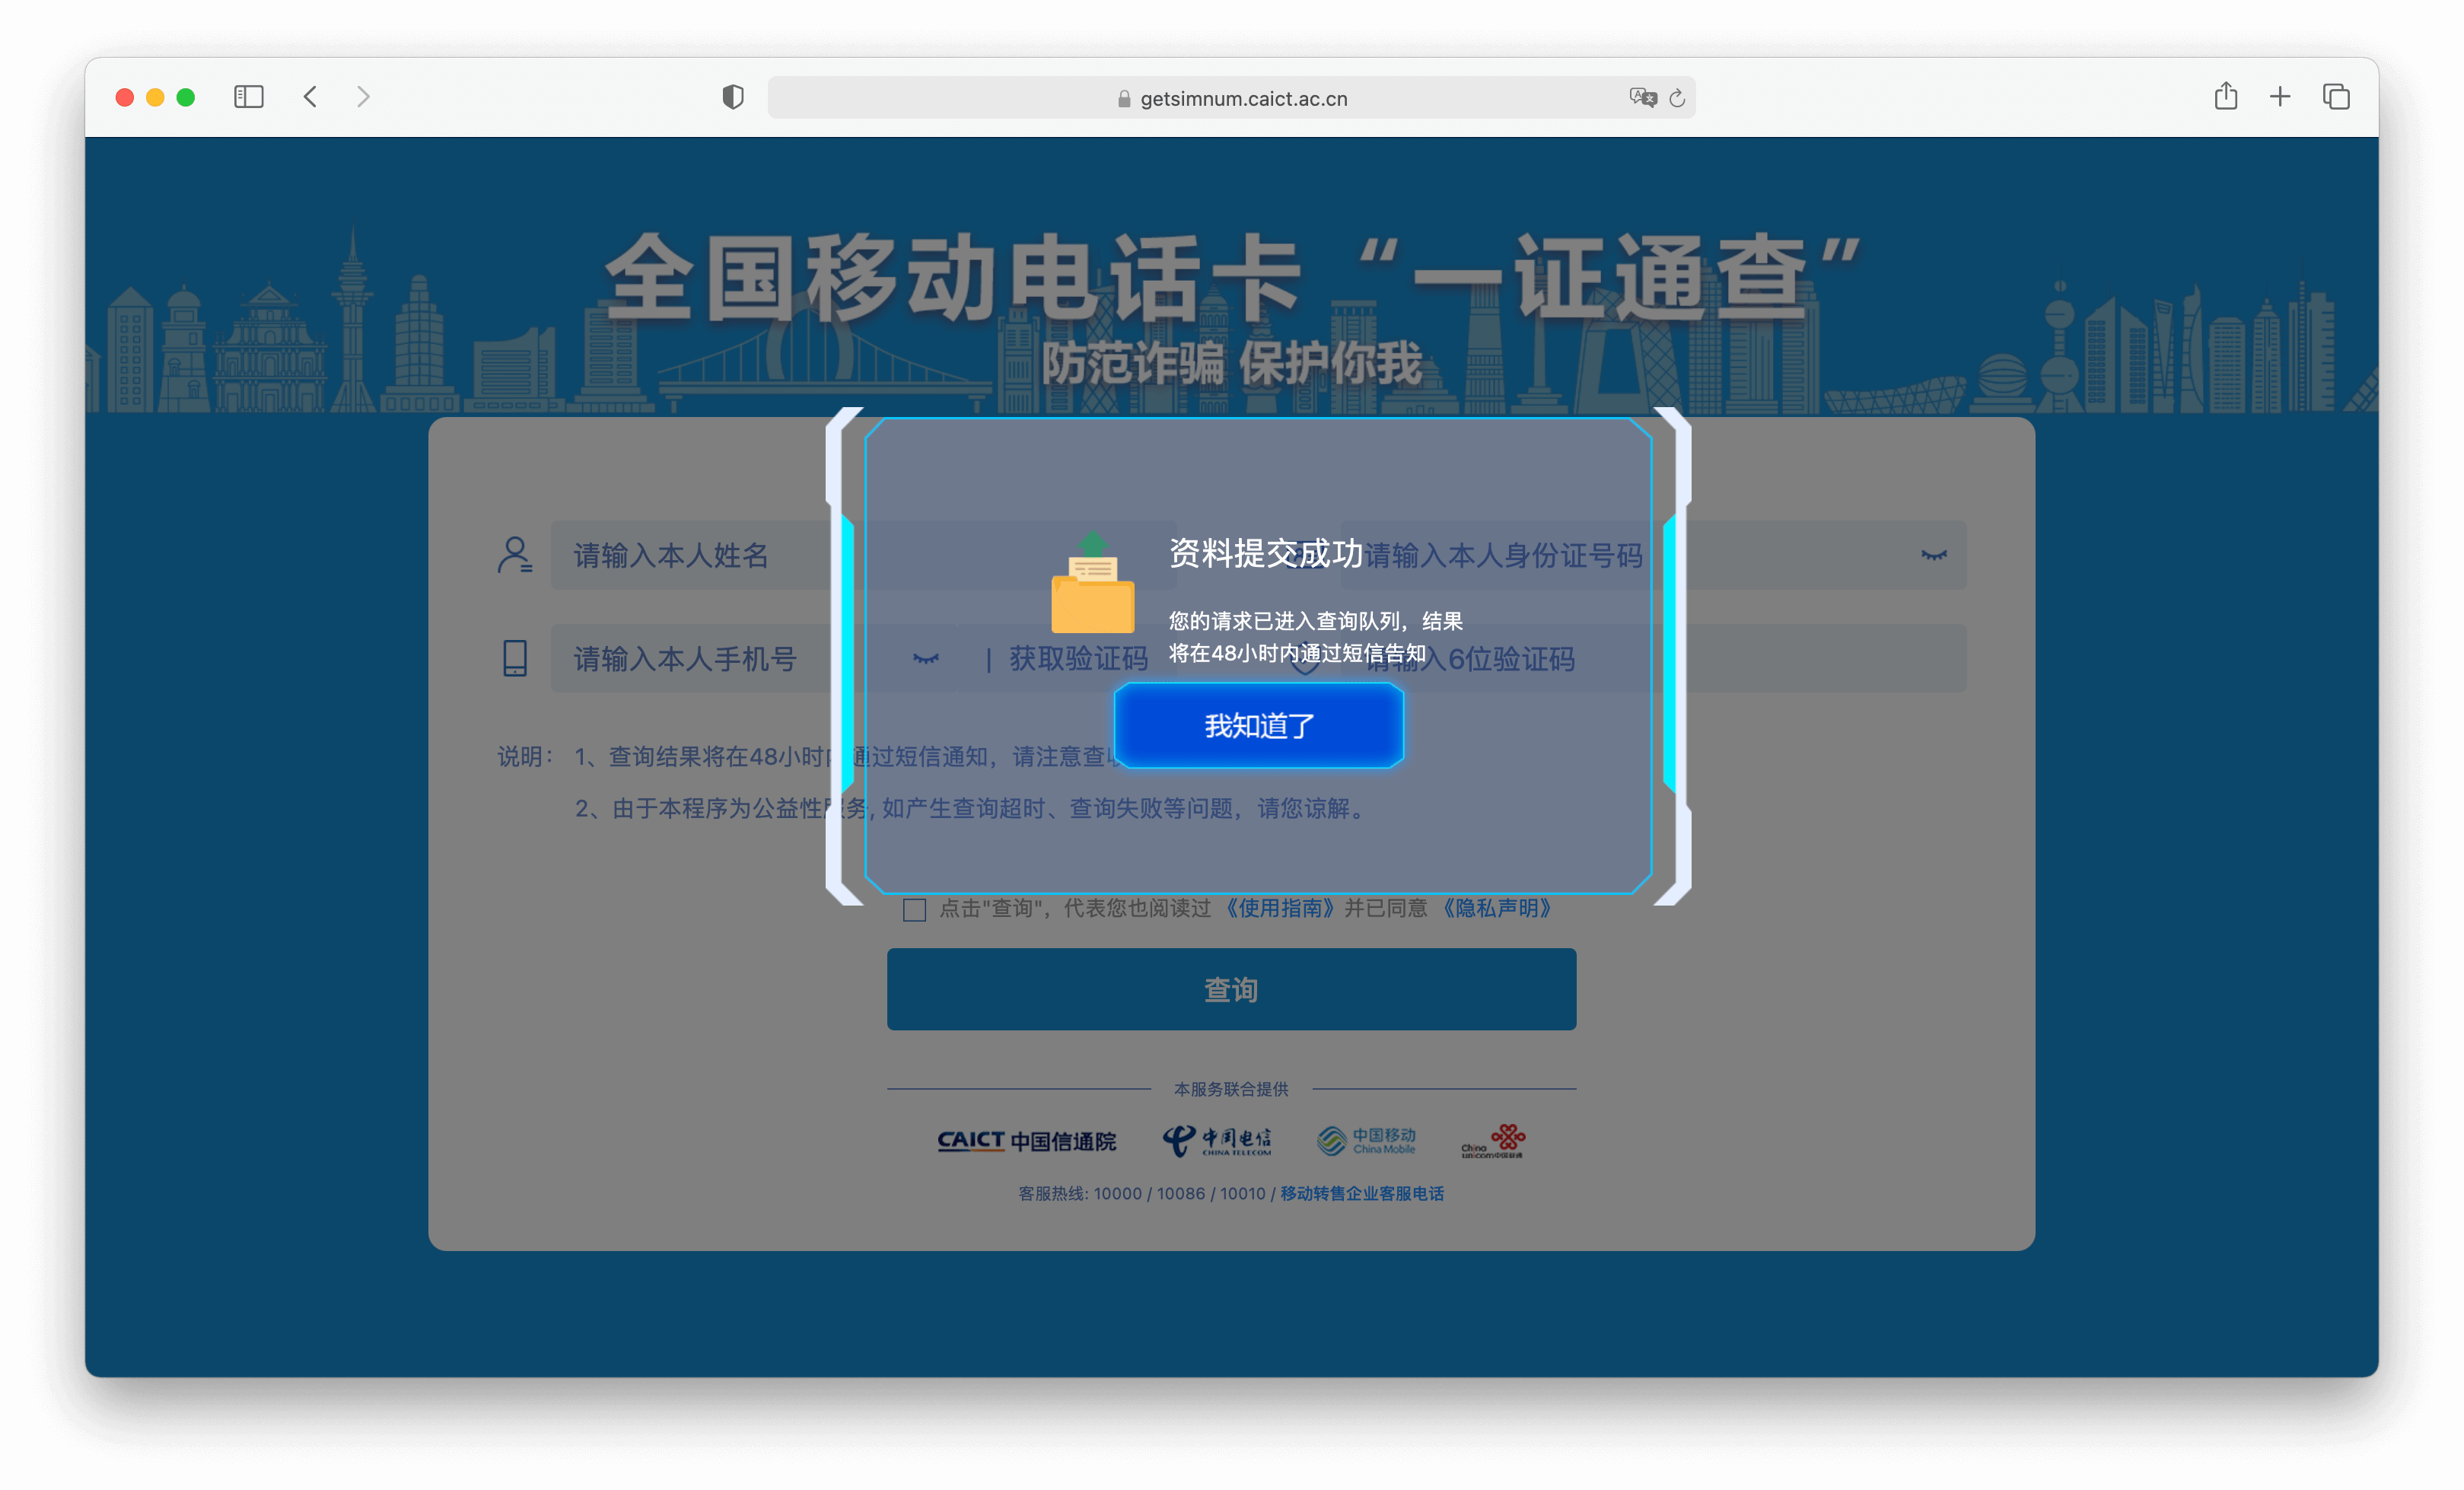 getsimnum.caict.ac.cn
全国移动电话卡“一证通查”
防范诈骗 保护你我
请输入本人姓名
资料提交成功
请输入本人身份证号码
您的请求已进入查询队列，结果
将在48小时内通过短信告知
请输入本人手机号
| 获取验证码
请输入6位验证码
我知道了
说明： 1、查询结果将在48小时内通过短信通知，请注意查收
2、由于本程序为公益性服务, 如产生查询超时、查询失败等问题，请您谅解。
点击"查询"，代表您也阅读过 《使用指南》并已同意 《隐私声明》
查询
本服务联合提供
CAICT 中国信通院
中国电信
CHINA TELECOM
中国移动
China Mobile
China
unicom中国联通
客服热线: 10000 / 10086 / 10010 / 移动转售企业客服电话